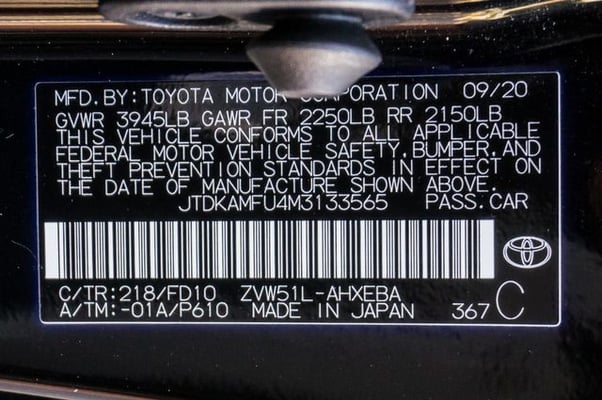 MFD.BY:TOYOTA MOTOR CORPORATION 09/20
GVWR 3945LB GAWR FR 2250LB RR 2150LB
THIS VEHICLE CONFORMS TO ALL APPLICABLE
FEDERAL MOTOR VEHICLE SAFETY,BUMPER,AND
THEFT PREVENTION STANDARDS IN EFFECT ON
THE DATE OF MANUFACTURE SHOWN ABOVE.
JTDKAMFU4M3133565 PASS.CAR
C/TR:218/FD10 ZVW51L-AHXEBA
A/TM:-01A/P610 MADE IN JAPAN 367 C